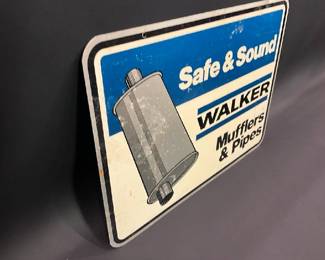 Safe & Sound
WALKER
Mufflers
& Pipes